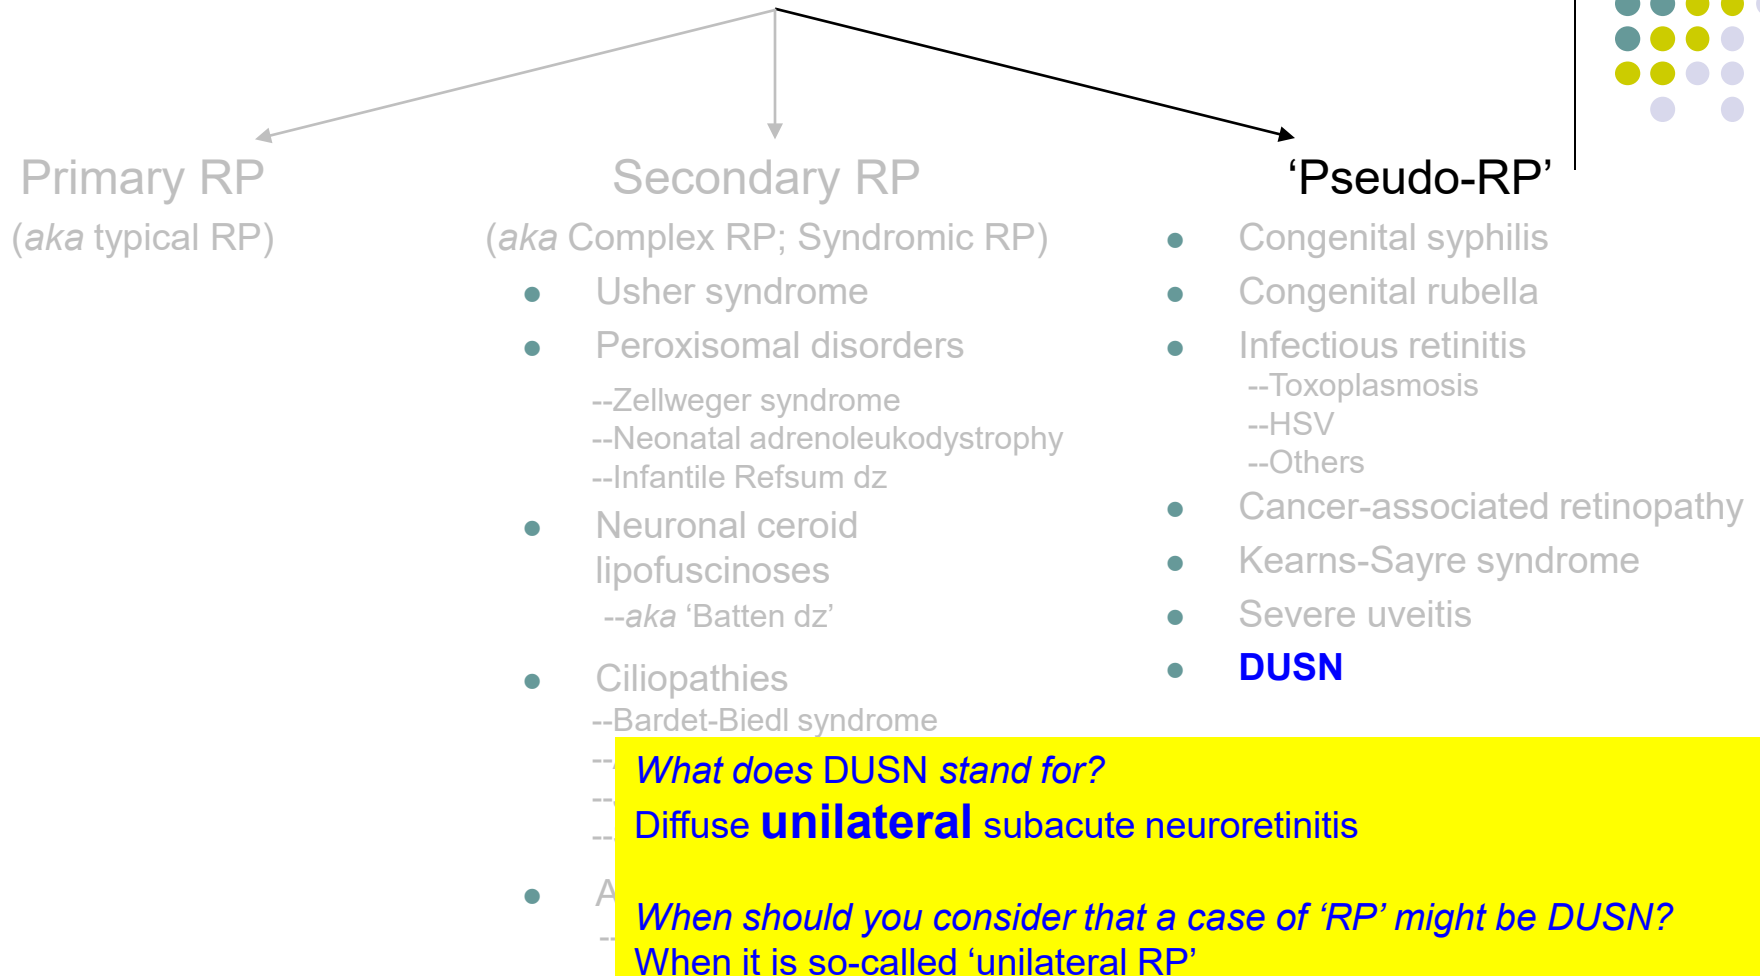 Primary RP
(aka typical RP)
Secondary RP
(aka Complex RP; Syndromic RP)
Usher syndrome
Peroxisomal disorders
--Zellweger syndrome
--Neonatal adrenoleukodystrophy
--Infantile Refsum dz
Neuronal ceroid
lipofuscinoses
--aka ‘Batten dz’
Ciliopathies
--Bardet-Biedl syndrome
--
--
--
A
--
‘Pseudo-RP’
Congenital syphilis
Congenital rubella
Infectious retinitis
--Toxoplasmosis
--HSV
--Others
Cancer-associated retinopathy
Kearns-Sayre syndrome
Severe uveitis
DUSN
What does DUSN stand for?
Diffuse unilateral subacute neuroretinitis
When should you consider that a case of ‘RP’ might be DUSN?
When it is so-called ‘unilateral RP’